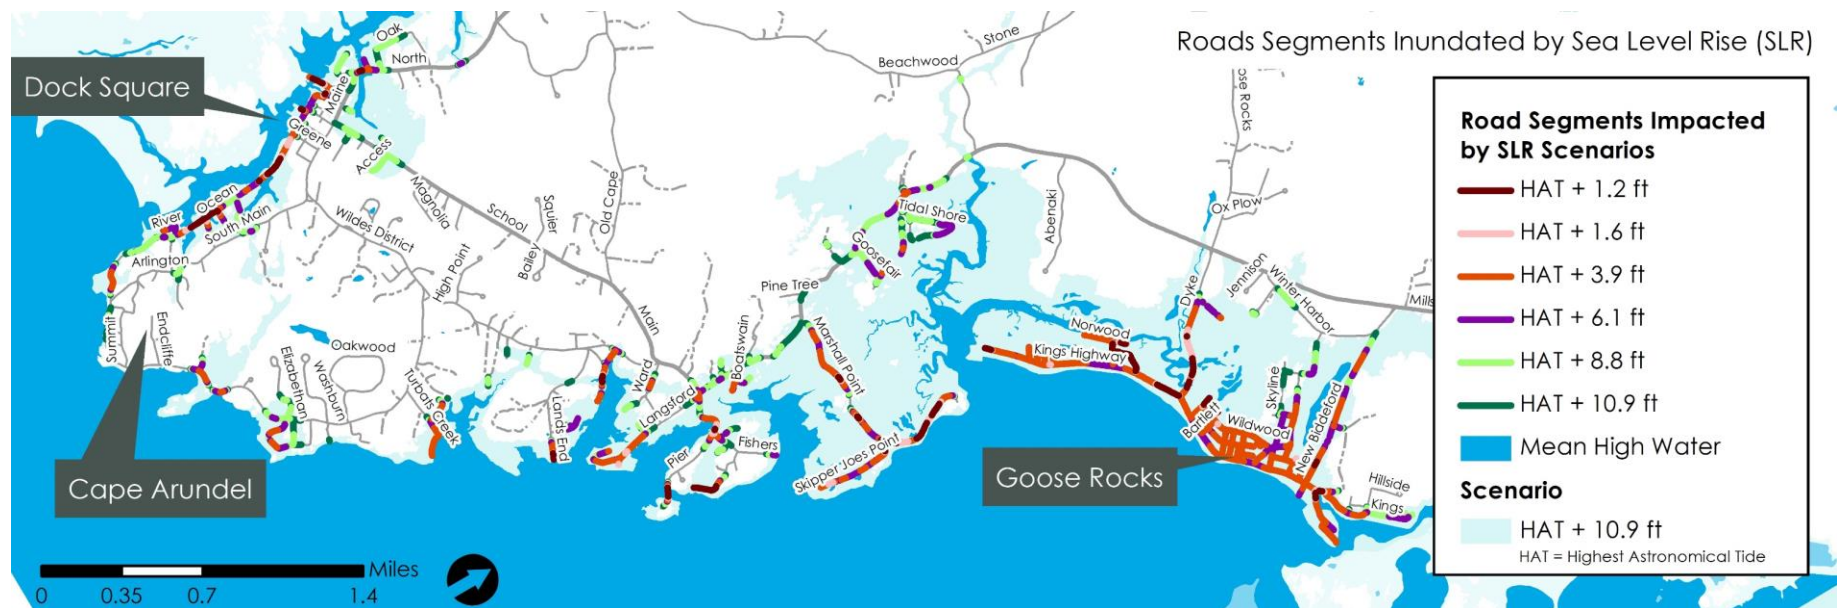 Roads Segments Inundated by Sea Level Rise (SLR)
Oak
North
Stone
Beachwood
ose Rocks
Dock Square
Maine
Greene
Access
Magnolia
School
Squier
Bailey
Old Cape
Tidal Shore
Goosefair
Abenaki
Ox Plow
River
Ocean
South Main
Wildes District
High Point
Arlington
Summit
Endcliffe
Pine Tree
Main
Boatswain
Marshall Point
Dyke
Jennison
Winter Harbor
Mills
Norwood
Kings Highway
Elizabethan
Washburn
Oakwood
Turbats Creek
Lands End
Ward
Langsford
Pier
Fishers
Skipper Joes Point
Bartlett
Wildwood
Skyline
New Biddeford
Hillside
Kings
Cape Arundel
Goose Rocks
Road Segments Impacted
by SLR Scenarios
HAT + 1.2 ft
HAT + 1.6 ft
HAT + 3.9 ft
HAT + 6.1 ft
HAT + 8.8 ft
HAT + 10.9 ft
Mean High Water
Scenario
HAT + 10.9 ft
HAT = Highest Astronomical Tide
Miles
0 0.35 0.7 1.4